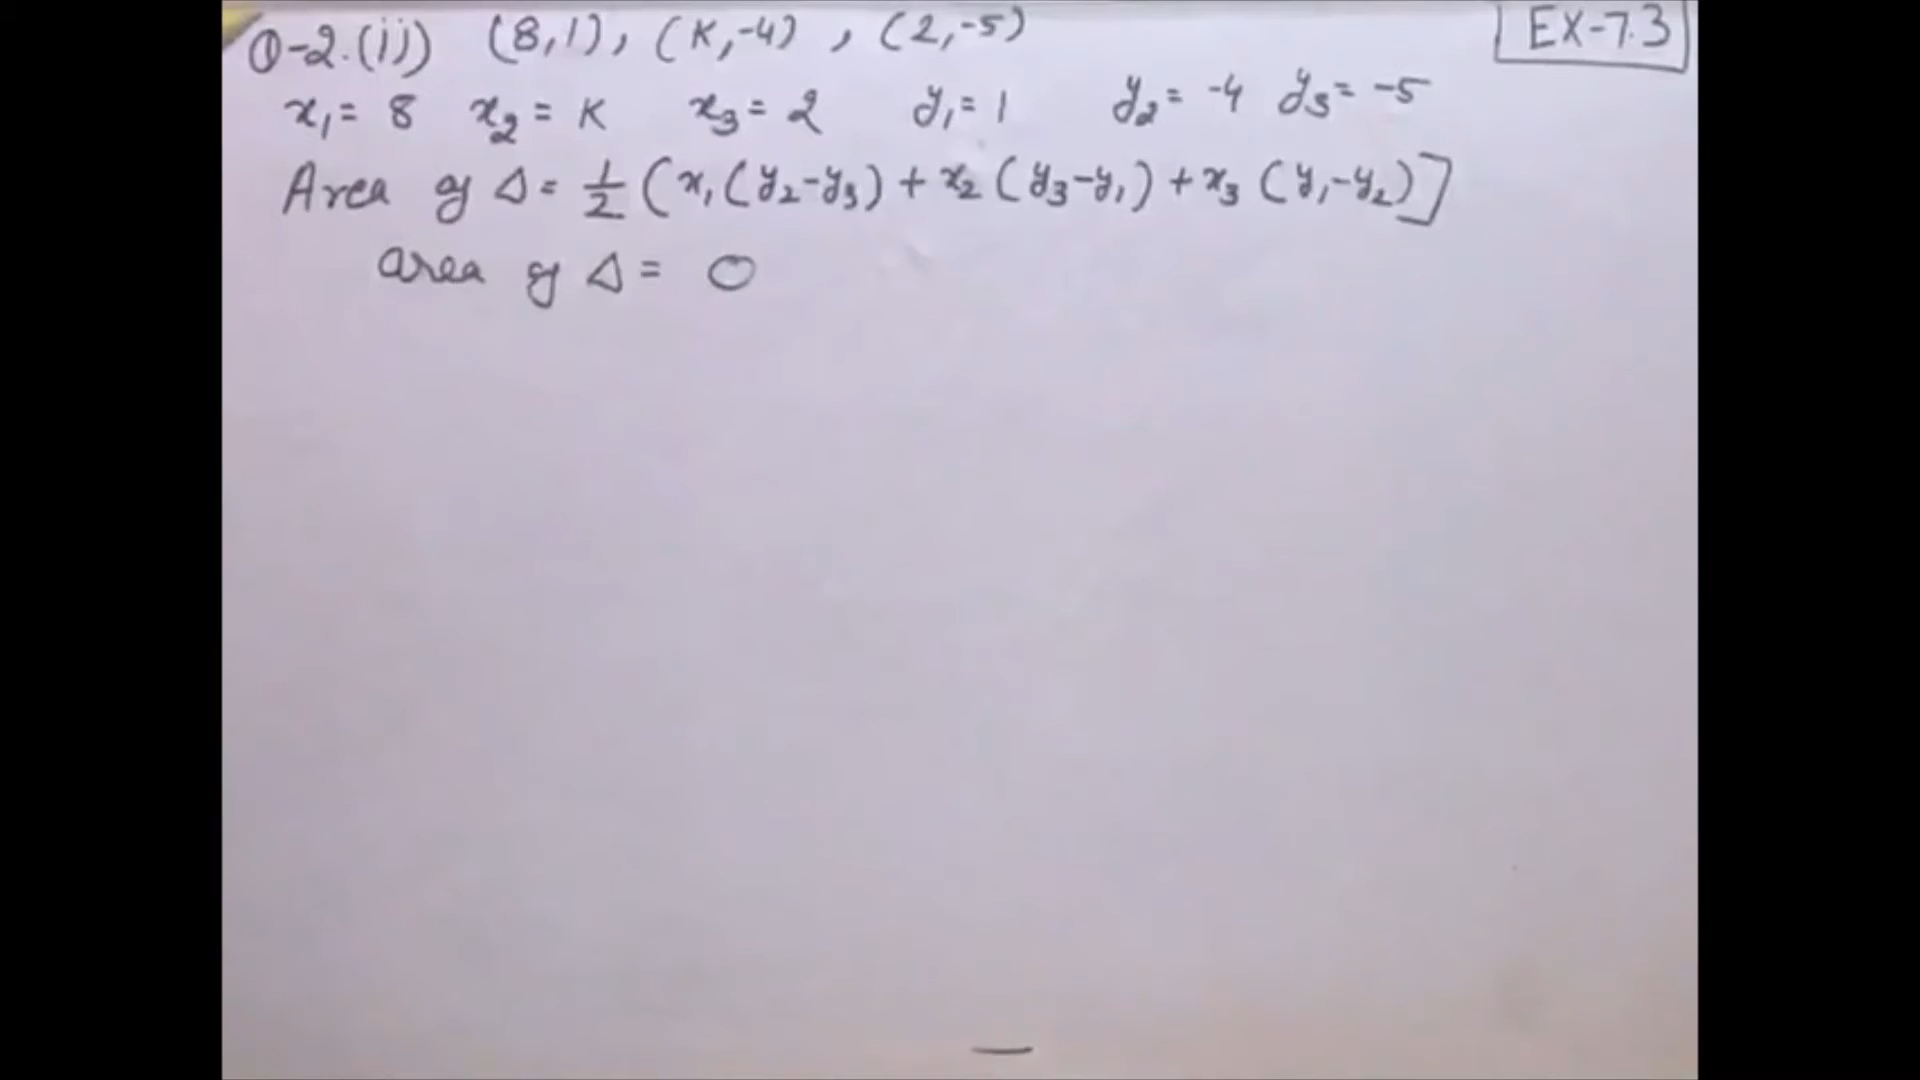 Q-2.(ii) (8,1), (K,-4) , (2,-5)
EX-7.3
x₁= 8 x₂= K x₃= 2 y₁= 1 y₂= -4 y₃= -5
Area of Δ= 1/2 (x₁(y₂-y₃) + x₂ (y₃-y₁) + x₃ (y₁-y₂)]
area of Δ= 0